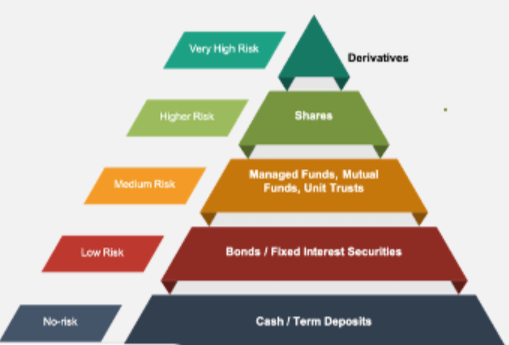 Very High Risk
Derivatives
Higher Risk
Shares
Medium Risk
Managed Funds, Mutual
Funds, Unit Trusts
Low Risk
Bonds / Fixed Interest Securities
No-risk
Cash / Term Deposits